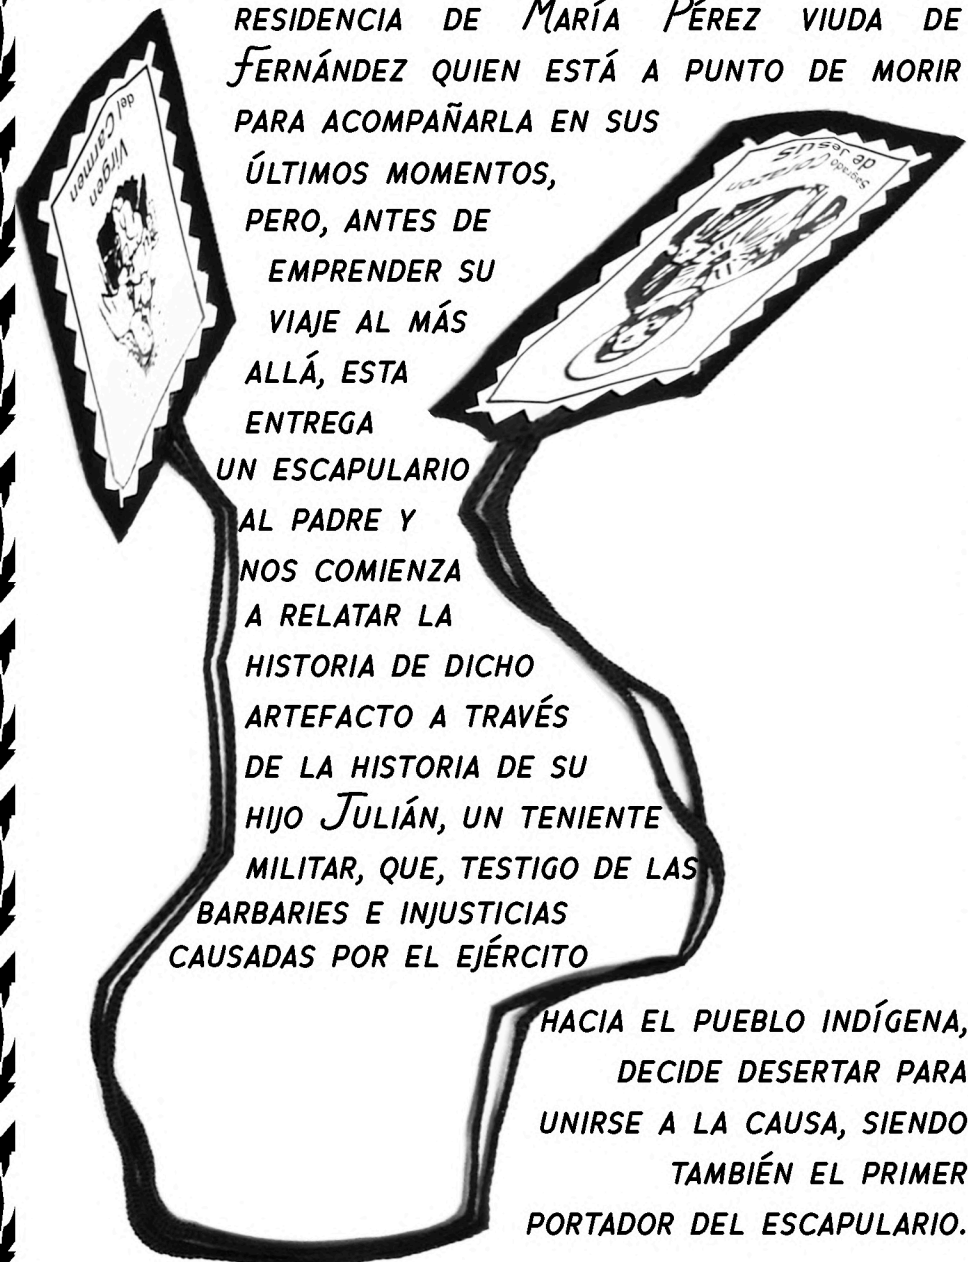 RESIDENCIA DE MARÍA PÉREZ VIUDA DE
FERNÁNDEZ QUIEN ESTÁ A PUNTO DE MORIR
PARA ACOMPAÑARLA EN SUS
ÚLTIMOS MOMENTOS,
PERO, ANTES DE
EMPRENDER SU
VIAJE AL MÁS
ALLÁ, ESTA
ENTREGA
UN ESCAPULARIO
AL PADRE Y
NOS COMIENZA
A RELATAR LA
HISTORIA DE DICHO
ARTEFACTO A TRAVÉS
DE LA HISTORIA DE SU
HIJO JULIÁN, UN TENIENTE
MILITAR, QUE, TESTIGO DE LAS
BARBARIES E INJUSTICIAS
CAUSADAS POR EL EJÉRCITO
HACIA EL PUEBLO INDÍGENA,
DECIDE DESERTAR PARA
UNIRSE A LA CAUSA, SIENDO
TAMBIÉN EL PRIMER
PORTADOR DEL ESCAPULARIO.
Virgen
del Carmen
Sagrado Corazon
de Jesus